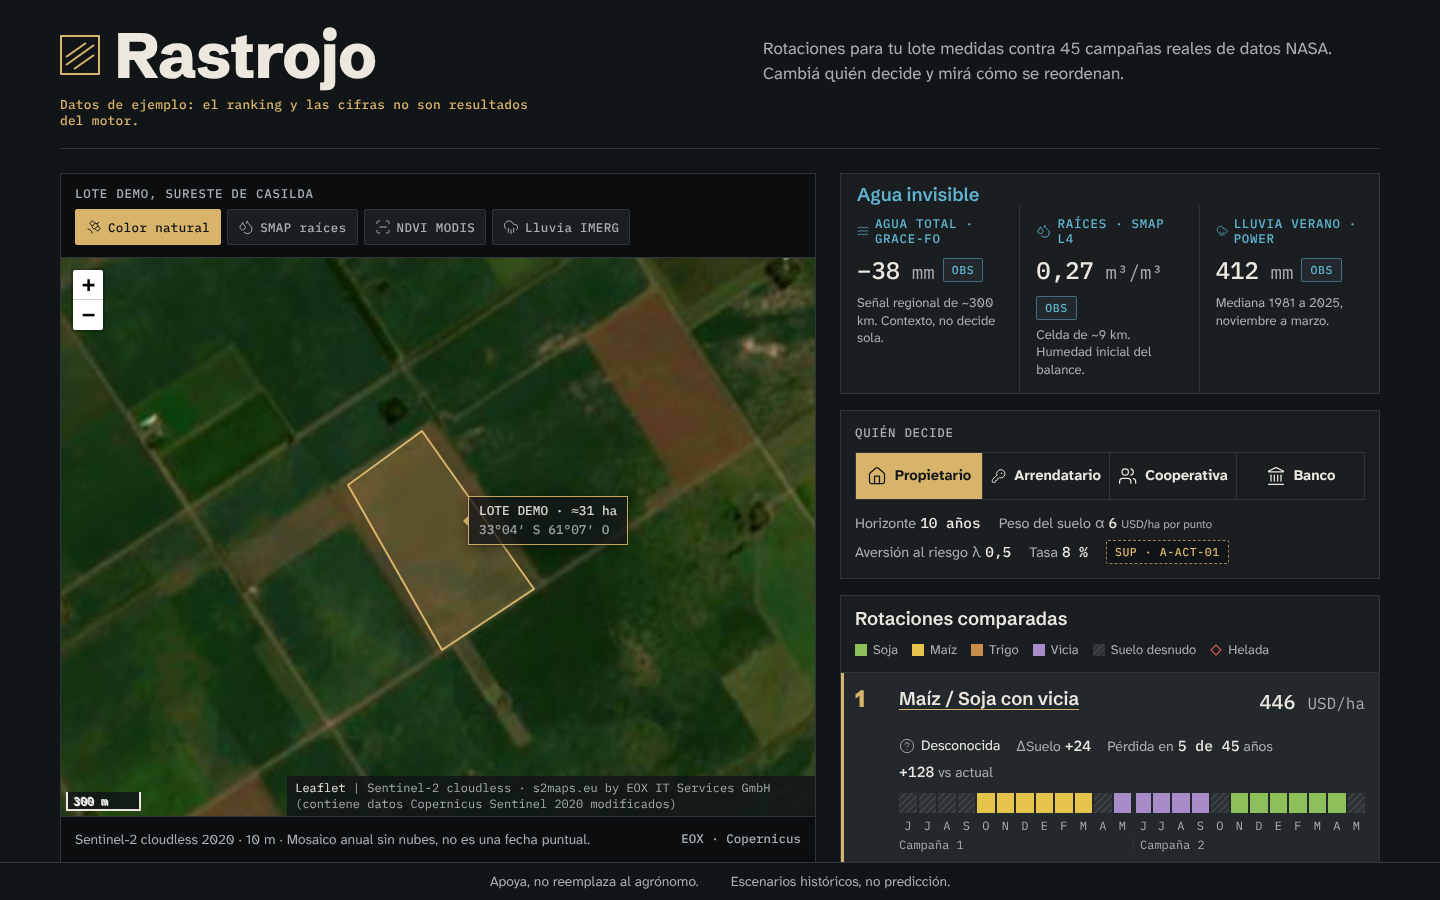 Rastrojo
Datos de ejemplo: el ranking y las cifras no son resultados
del motor.
Rotaciones para tu lote medidas contra 45 campañas reales de datos NASA.
Cambiá quién decide y mirá cómo se reordenan.
LOTE DEMO, SURESTE DE CASILDA
Color natural
SMAP raíces
NDVI MODIS
Lluvia IMERG
+
−
LOTE DEMO · ≈31 ha
33°04′ S 61°07′ O
300 m
Leaflet | Sentinel-2 cloudless · s2maps.eu by EOX IT Services GmbH
(contiene datos Copernicus Sentinel 2020 modificados)
Sentinel-2 cloudless 2020 · 10 m · Mosaico anual sin nubes, no es una fecha puntual.
EOX · Copernicus
Agua invisible
AGUA TOTAL ·
GRACE-FO
−38 mm OBS
Señal regional de ~300
km. Contexto, no decide
sola.
RAÍCES · SMAP
L4
0,27 m³/m³
OBS
Celda de ~9 km.
Humedad inicial del
balance.
LLUVIA VERANO ·
POWER
412 mm OBS
Mediana 1981 a 2025,
noviembre a marzo.
QUIÉN DECIDE
Propietario
Arrendatario
Cooperativa
Banco
Horizonte 10 años Peso del suelo α 6 USD/ha por punto
Aversión al riesgo λ 0,5 Tasa 8 % SUP · A-ACT-01
Rotaciones comparadas
Soja Maíz Trigo Vicia Suelo desnudo Helada
1 Maíz / Soja con vicia 446 USD/ha
Desconocida ΔSuelo +24 Pérdida en 5 de 45 años
+128 vs actual
J J A S O N D E F M A M J J A S O N D E F M A M
Campaña 1 Campaña 2
Apoya, no reemplaza al agrónomo. Escenarios históricos, no predicción.